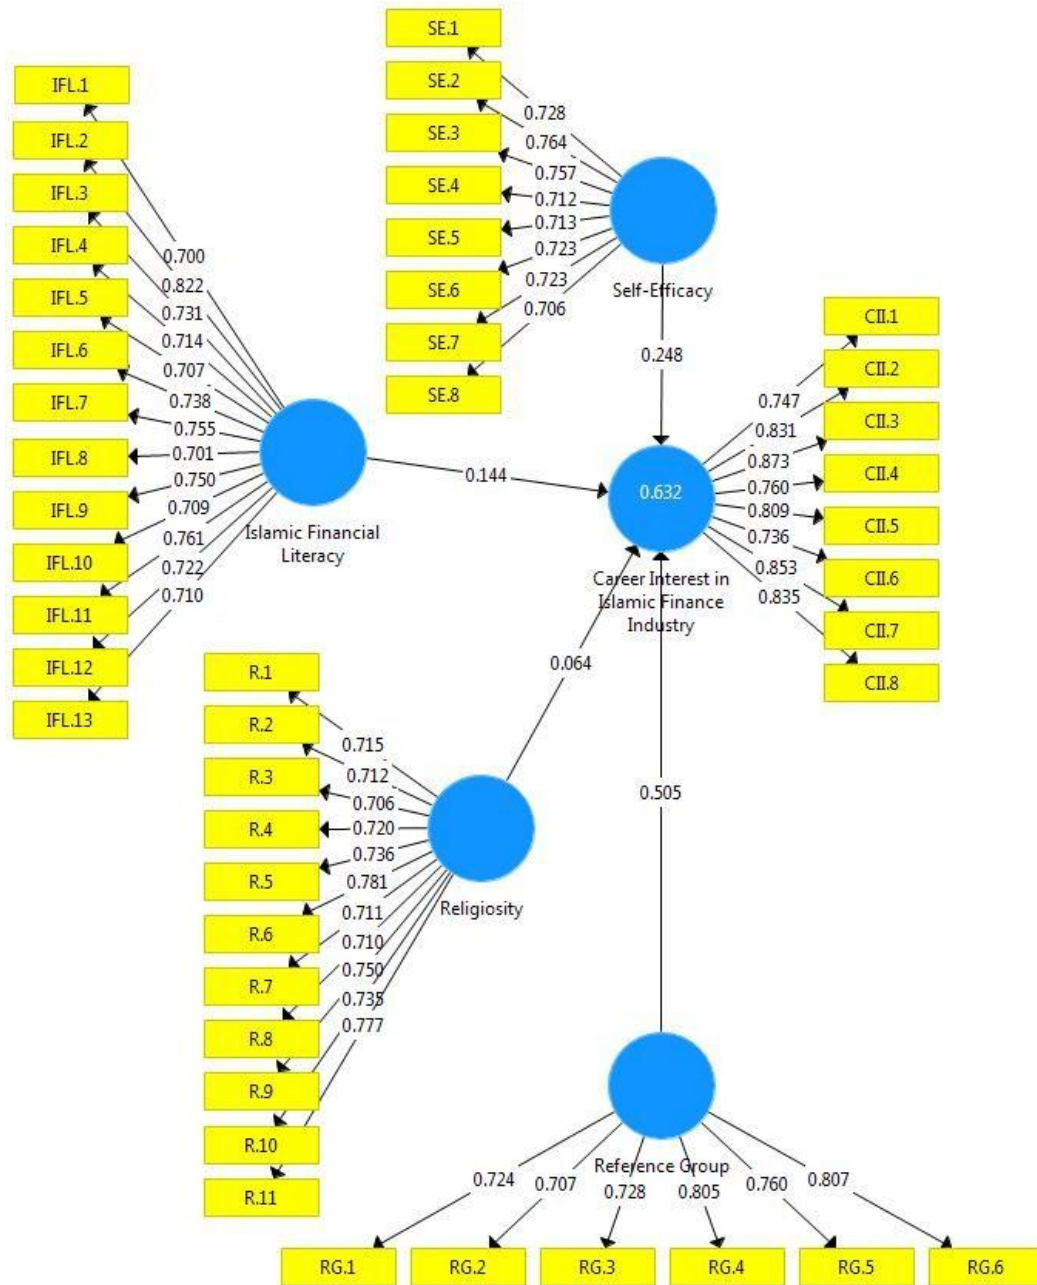 SE.1
SE.2
SE.3
SE.4
SE.5
SE.6
SE.7
SE.8
0.728
0.764
0.757
0.712
0.713
0.723
0.723
0.706
Self-Efficacy
0.248
IFL.1
IFL.2
IFL.3
IFL.4
IFL.5
IFL.6
IFL.7
IFL.8
IFL.9
IFL.10
IFL.11
IFL.12
IFL.13
0.700
0.822
0.731
0.714
0.707
0.738
0.755
0.701
0.750
0.709
0.761
0.722
0.710
Islamic Financial
Literacy
0.144
0.632
Career Interest in
Islamic Finance
Industry
0.747
0.831
0.873
0.760
0.809
0.736
0.853
0.835
CII.1
CII.2
CII.3
CII.4
CII.5
CII.6
CII.7
CII.8
R.1
R.2
R.3
R.4
R.5
R.6
R.7
R.8
R.9
R.10
R.11
0.715
0.712
0.706
0.720
0.736
0.781
0.711
0.710
0.750
0.735
0.777
Religiosity
0.064
0.505
Reference Group
0.724
0.707
0.728
0.805
0.760
0.807
RG.1
RG.2
RG.3
RG.4
RG.5
RG.6